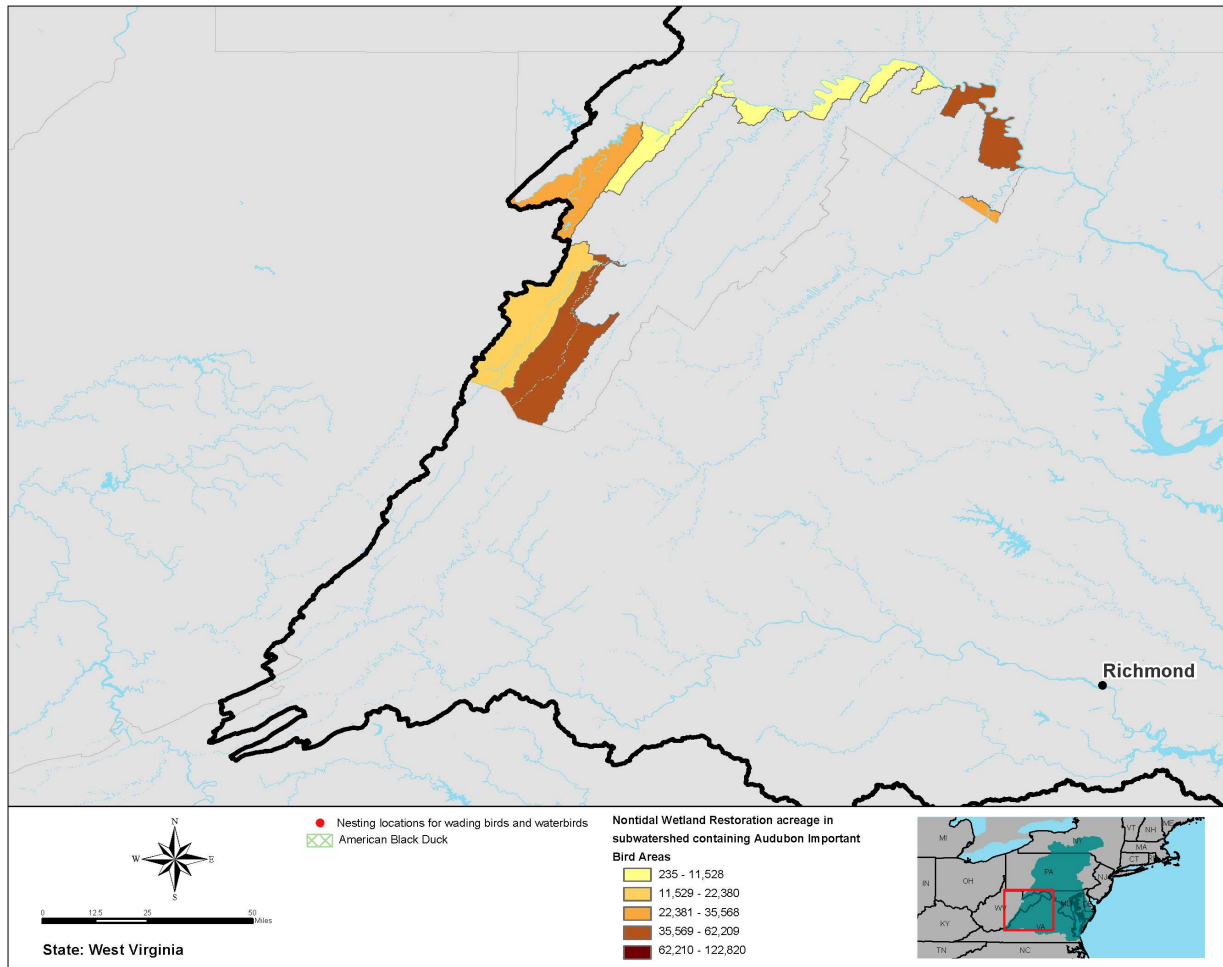 Richmond
N
W
E
S
0
12.5
25
50
Miles
State: West Virginia
Nesting locations for wading birds and waterbirds
American Black Duck
Nontidal Wetland Restoration acreage in
subwatershed containing Audubon Important
Bird Areas
235 - 11,528
11,529 - 22,380
22,381 - 35,568
35,569 - 62,209
62,210 - 122,820
MI
NY
VT
NH
ME
MA
CT
PA
NJ
IN
OH
WV
MD
DE
KY
VA
TN
NC